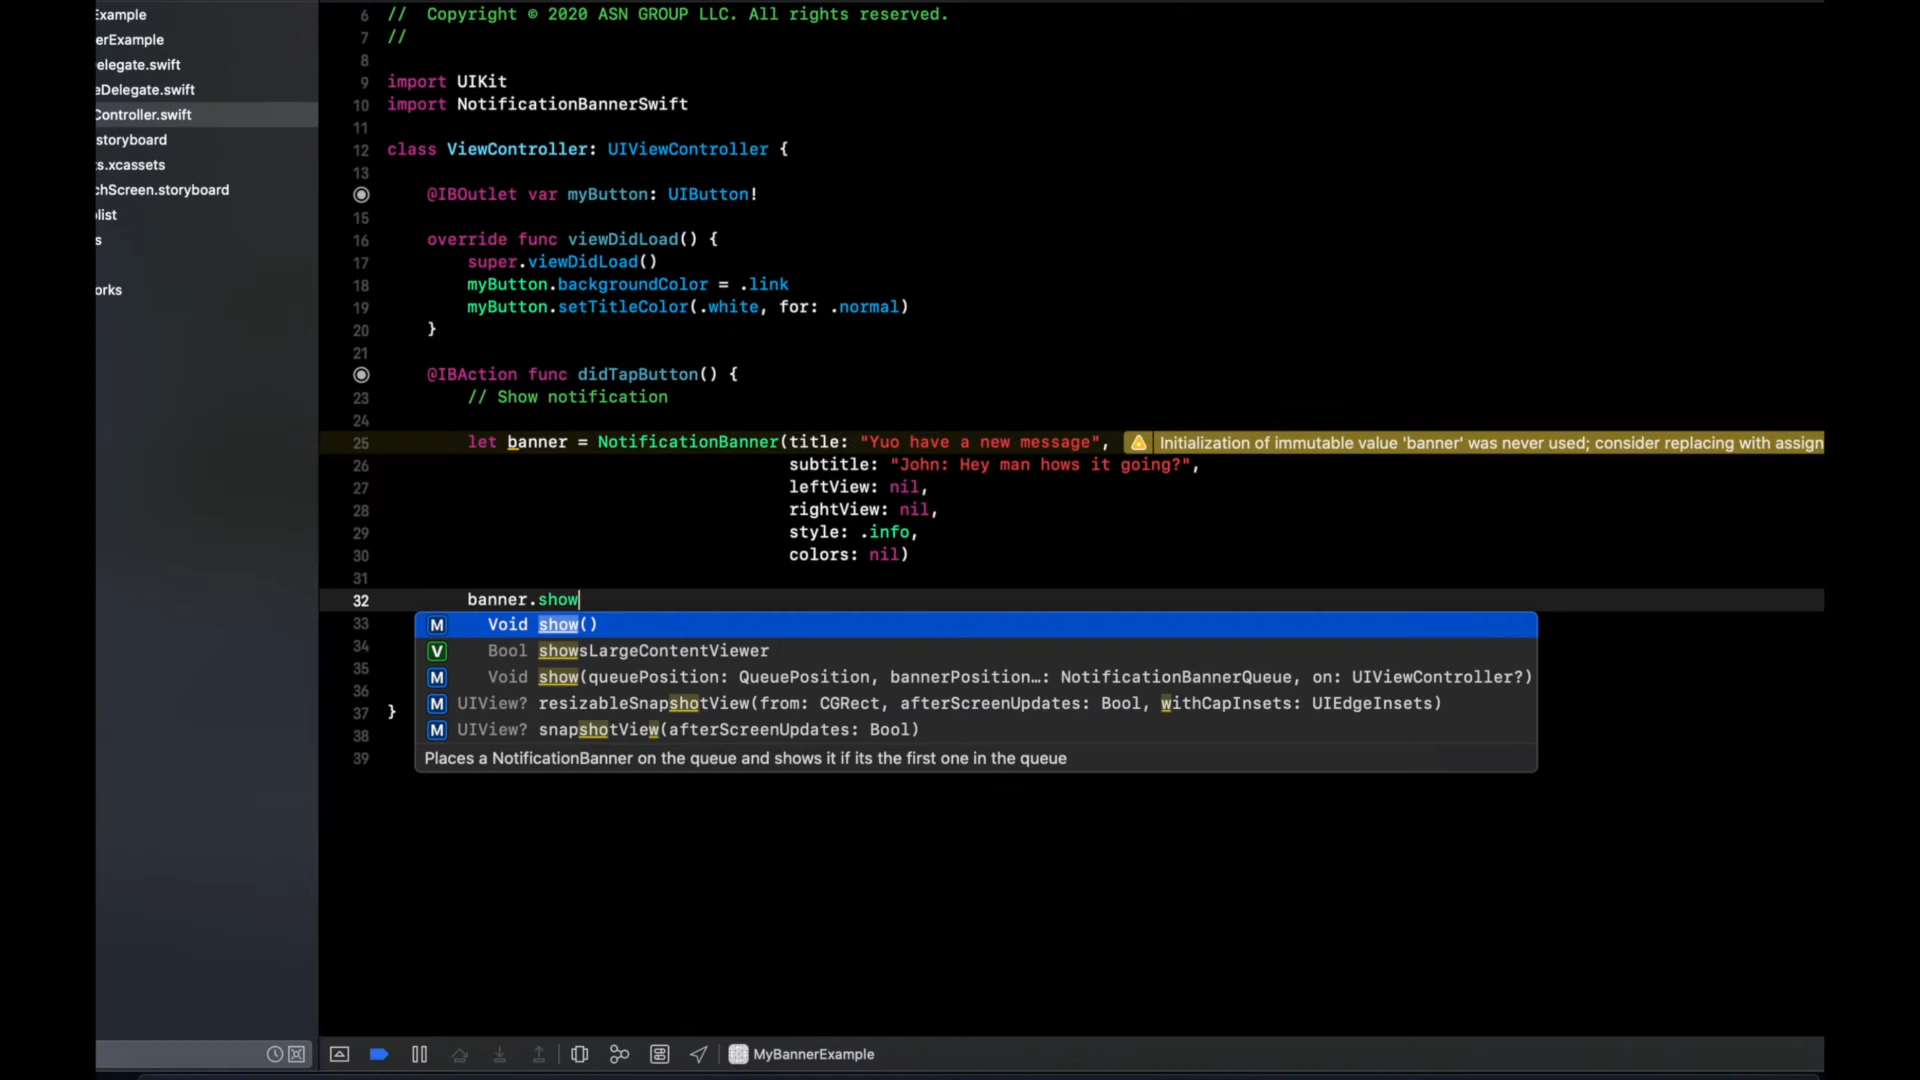 Example
erExample
elegate.swift
eDelegate.swift
Controller.swift
storyboard
s.xcassets
chScreen.storyboard
list
s
orks
6 // Copyright © 2020 ASN GROUP LLC. All rights reserved.
7 //
8
9 import UIKit
10 import NotificationBannerSwift
11
12 class ViewController: UIViewController {
13
@IBOutlet var myButton: UIButton!
15
16 override func viewDidLoad() {
17 super.viewDidLoad()
18 myButton.backgroundColor = .link
19 myButton.setTitleColor(.white, for: .normal)
20 }
21
@IBAction func didTapButton() {
23 // Show notification
24
25 let banner = NotificationBanner(title: "Yuo have a new message", Initialization of immutable value 'banner' was never used; consider replacing with assign
26 subtitle: "John: Hey man hows it going?",
27 leftView: nil,
28 rightView: nil,
29 style: .info,
30 colors: nil)
31
32 banner.show
33 M Void show()
34 V Bool showsLargeContentViewer
35 M Void show(queuePosition: QueuePosition, bannerPosition…: NotificationBannerQueue, on: UIViewController?)
36 M UIView? resizableSnapshotView(from: CGRect, afterScreenUpdates: Bool, withCapInsets: UIEdgeInsets)
37 }
38 M UIView? snapshotView(afterScreenUpdates: Bool)
39 Places a NotificationBanner on the queue and shows it if its the first one in the queue
MyBannerExample